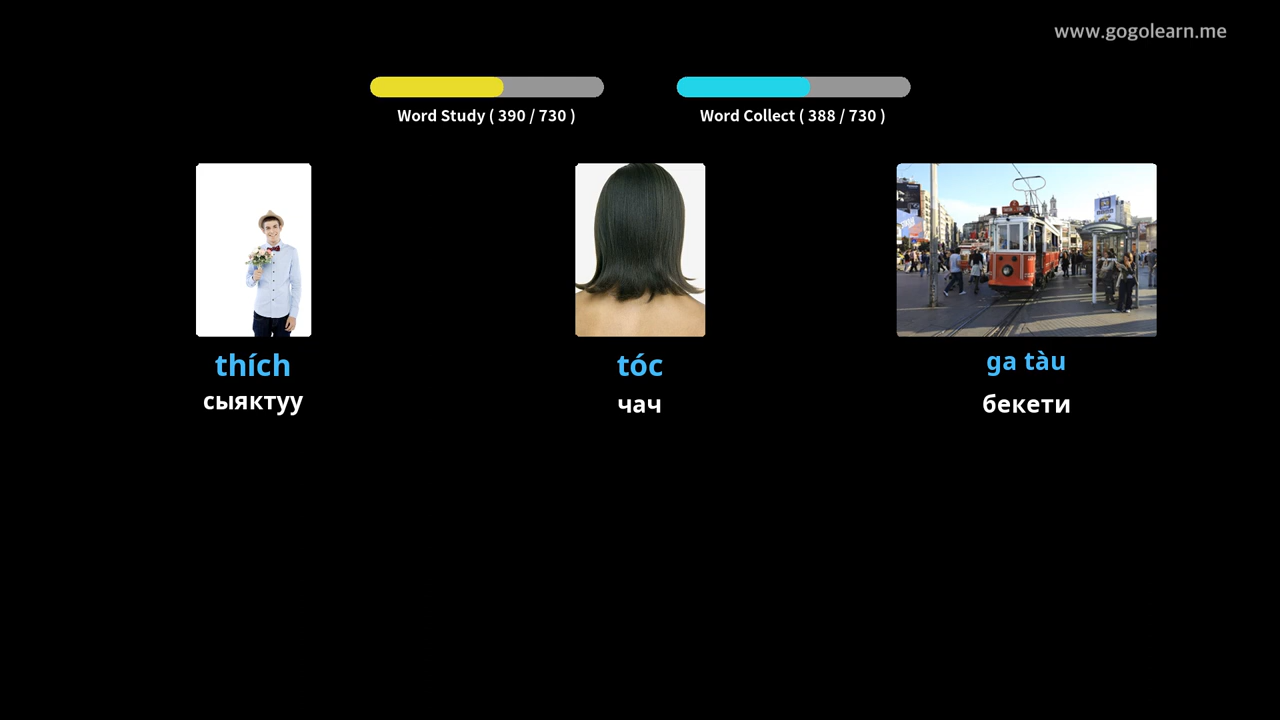 www.gogolearn.me
Word Study ( 390 / 730 )
Word Collect ( 388 / 730 )
thích
tóc
ga tàu
сыяктуу
чач
бекети